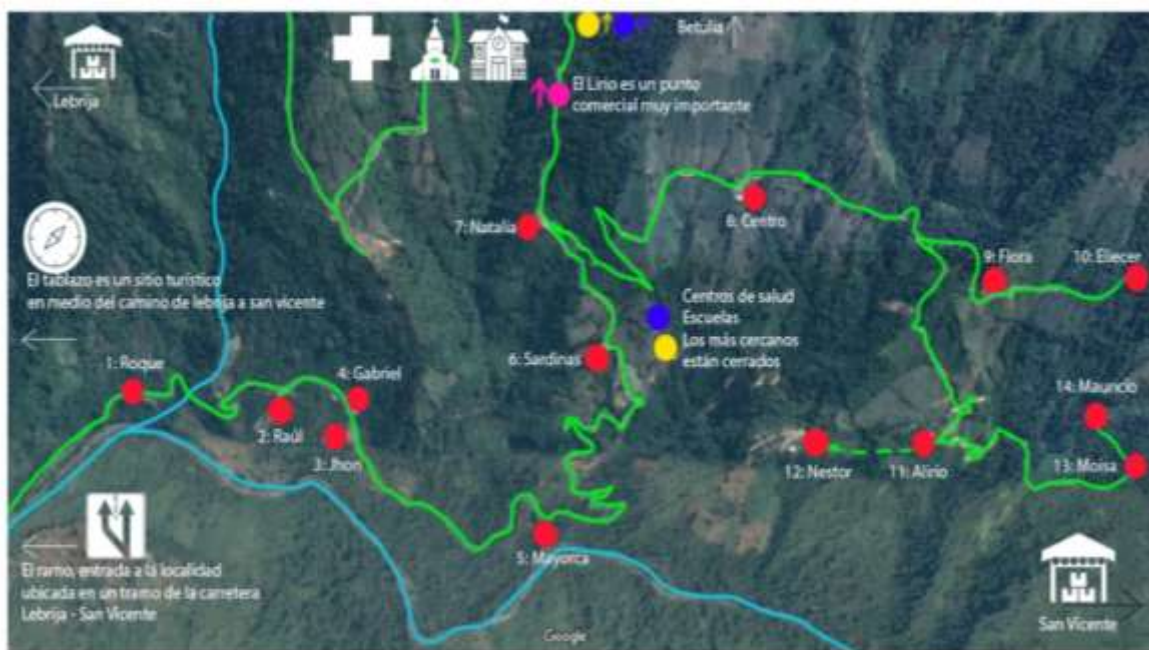 Betulia
Lebrija
El Lirio es un punto
comercial muy importante
7: Natalia
8: Centro
El tablazo es un sitio turístico
en medio del camino de lebrija a san vicente
9: Flora
10: Eliecer
Centros de salud
Escuelas
Los más cercanos
están cerrados
1: Roque
4: Gabriel
6: Sardinas
2: Raúl
3: Jhon
14: Mauricio
12: Nestor
11: Alirio
13: Moisa
5: Mayorca
El ramo, entrada a la localidad
ubicada en un tramo de la carretera
Lebrija - San Vicente
San Vicente
Google